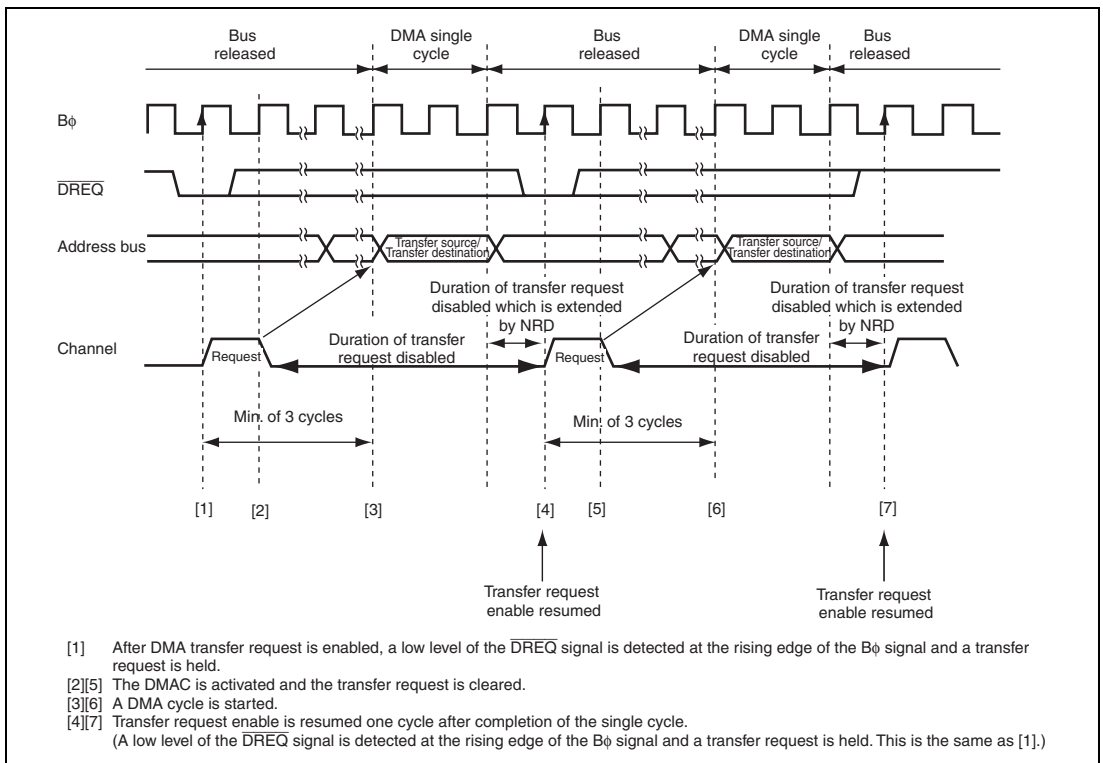 Bus released
DMA single cycle
Bus released
DMA single cycle
Bus released
Bϕ
DREQ
Address bus
Transfer source/
Transfer destination
Transfer source/
Transfer destination
Duration of transfer request
disabled which is extended
by NRD
Duration of transfer request
disabled which is extended
by NRD
Channel
Request
Duration of transfer
request disabled
Request
Duration of transfer
request disabled
Min. of 3 cycles
Min. of 3 cycles
[1] [2] [3] [4] [5] [6] [7]
Transfer request
enable resumed
Transfer request
enable resumed
[1] After DMA transfer request is enabled, a low level of the DREQ signal is detected at the rising edge of the Bϕ signal and a transfer
request is held.
[2][5] The DMAC is activated and the transfer request is cleared.
[3][6] A DMA cycle is started.
[4][7] Transfer request enable is resumed one cycle after completion of the single cycle.
(A low level of the DREQ signal is detected at the rising edge of the Bϕ signal and a transfer request is held. This is the same as [1].)